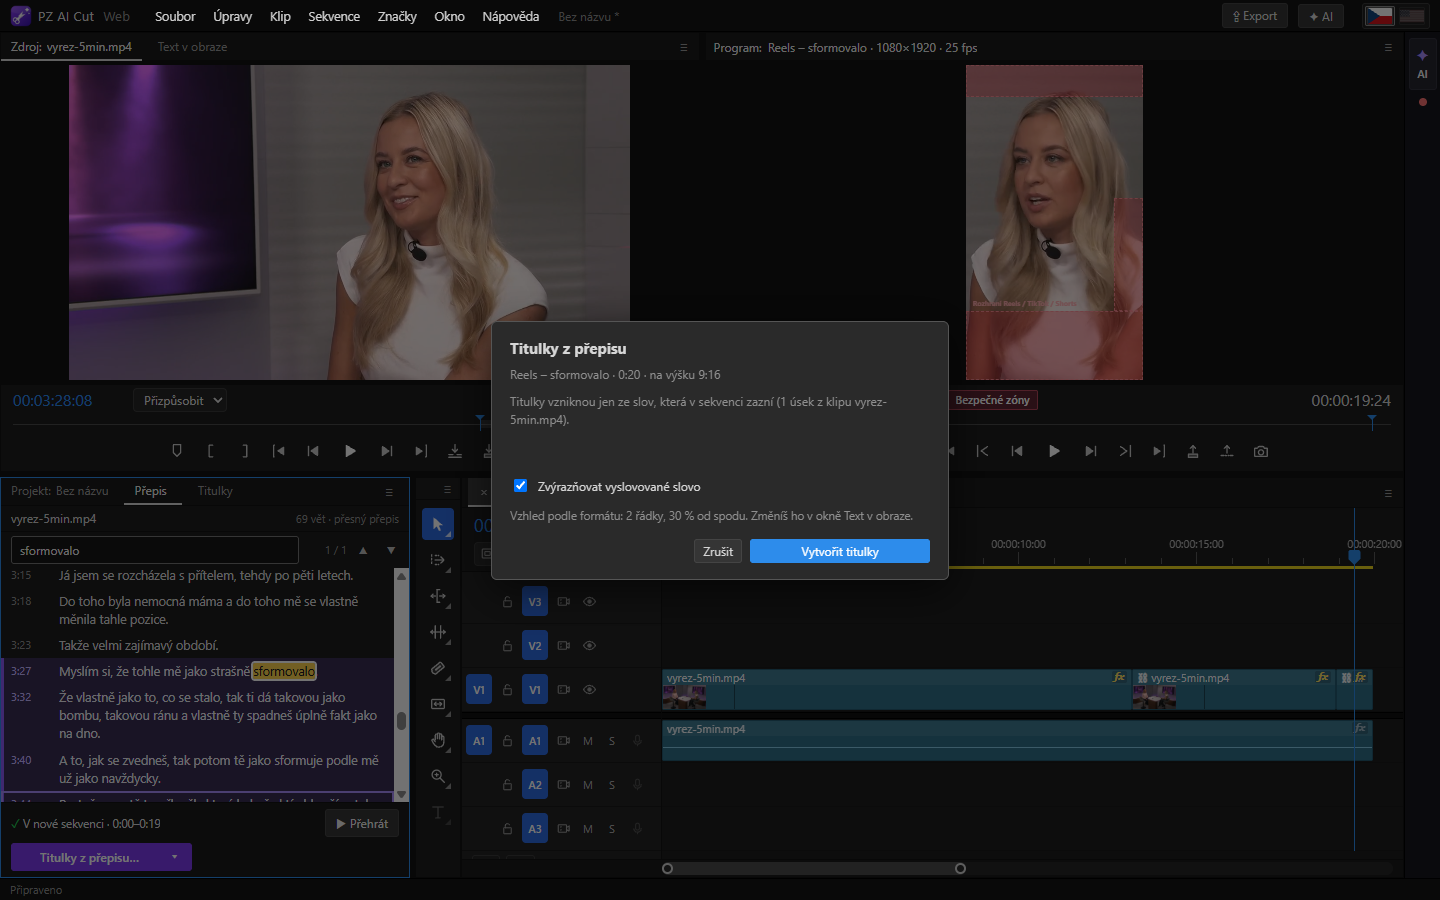 PZ AI Cut Web Soubor Úpravy Klip Sekvence Značky Okno Nápověda Bez názvu * Export AI
Zdroj: vyrez-5min.mp4 Text v obraze
Program: Reels – sformovalo · 1080×1920 · 25 fps
AI
Rozhraní Reels / TikTok / Shorts
00:03:28:08 Přizpůsobit
Bezpečné zóny 00:00:19:24
Titulky z přepisu
Reels – sformovalo · 0:20 · na výšku 9:16
Titulky vzniknou jen ze slov, která v sekvenci zazní (1 úsek z klipu vyrez-
5min.mp4).
Zvýrazňovat vyslovované slovo
Vzhled podle formátu: 2 řádky, 30 % od spodu. Změníš ho v okně Text v obraze.
Zrušit Vytvořit titulky
Projekt: Bez názvu Přepis Titulky
vyrez-5min.mp4 69 vět · přesný přepis
sformovalo 1 / 1
3:15 Já jsem se rozcházela s přítelem, tehdy po pěti letech.
3:18 Do toho byla nemocná máma a do toho mě se vlastně
měnila tahle pozice.
3:23 Takže velmi zajímavý období.
3:27 Myslím si, že tohle mě jako strašně sformovalo
3:32 Že vlastně jako to, co se stalo, tak ti dá takovou jako
bombu, takovou ránu a vlastně ty spadneš úplně fakt jako
na dno.
3:40 A to, jak se zvedneš, tak potom tě jako sformuje podle mě
už jako navždycky.
V nové sekvenci · 0:00–0:19 Přehrát
Titulky z přepisu...
00:00:10:00 00:00:15:00 00:00:20:00
V3
V2
V1 V1 vyrez-5min.mp4 fx vyrez-5min.mp4 fx fx
A1 A1 M S vyrez-5min.mp4 fx
A2 M S
A3 M S
Připraveno